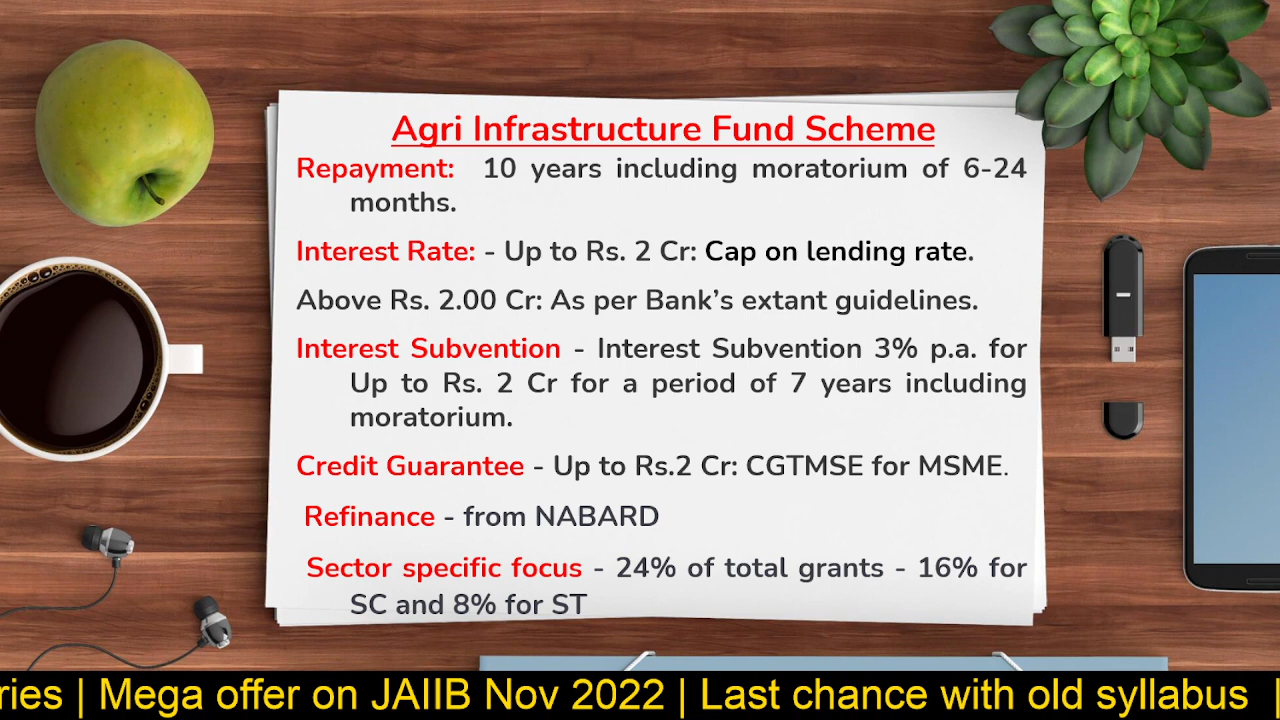 Agri Infrastructure Fund Scheme
Repayment: 10 years including moratorium of 6-24
months.
Interest Rate: - Up to Rs. 2 Cr: Cap on lending rate.
Above Rs. 2.00 Cr: As per Bank’s extant guidelines.
Interest Subvention - Interest Subvention 3% p.a. for
Up to Rs. 2 Cr for a period of 7 years including
moratorium.
Credit Guarantee - Up to Rs.2 Cr: CGTMSE for MSME.
Refinance - from NABARD
Sector specific focus - 24% of total grants - 16% for
SC and 8% for ST
ries | Mega offer on JAIIB Nov 2022 | Last chance with old syllabus |